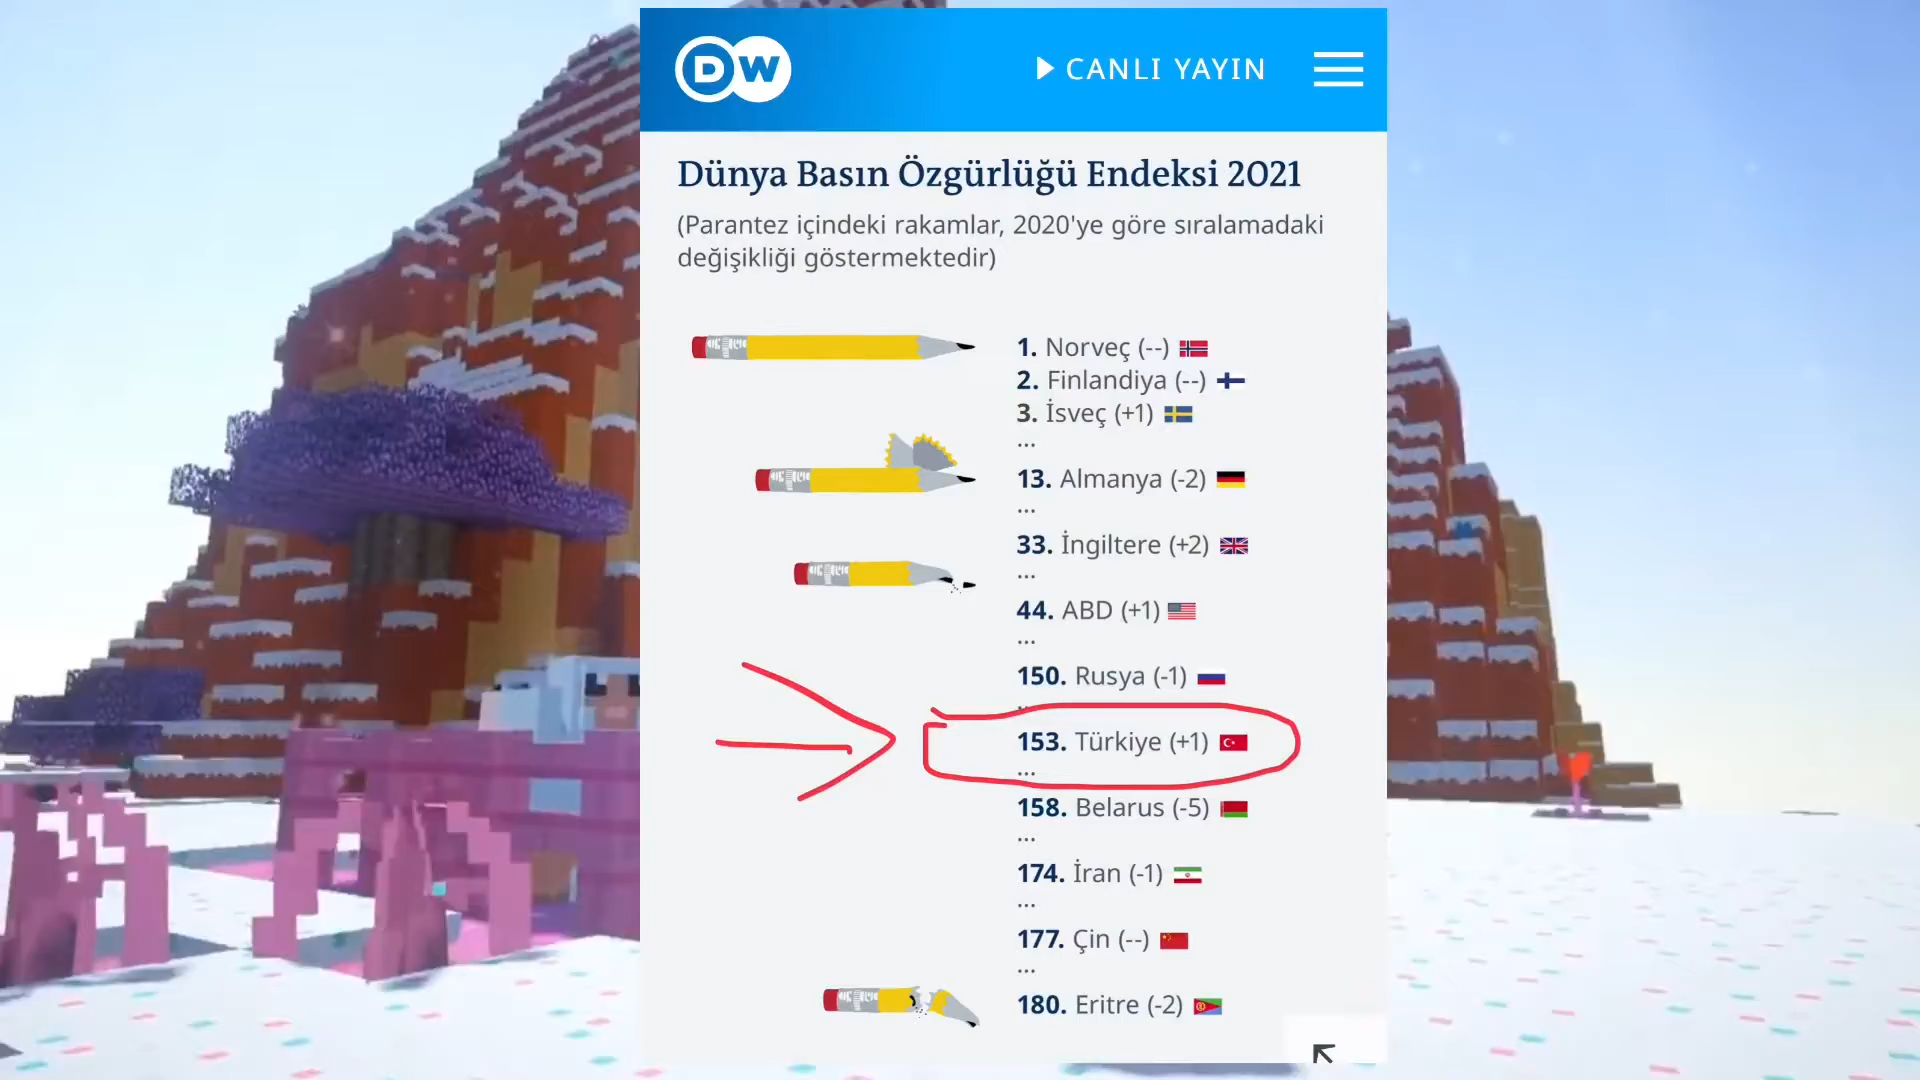 DW
CANLI YAYIN
Dünya Basın Özgürlüğü Endeksi 2021
(Parantez içindeki rakamlar, 2020'ye göre sıralamadaki
değişikliği göstermektedir)
1. Norveç (--)
2. Finlandiya (--)
3. İsveç (+1)
...
13. Almanya (-2)
...
33. İngiltere (+2)
...
44. ABD (+1)
...
150. Rusya (-1)
...
153. Türkiye (+1)
...
158. Belarus (-5)
...
174. İran (-1)
...
177. Çin (--)
...
180. Eritre (-2)